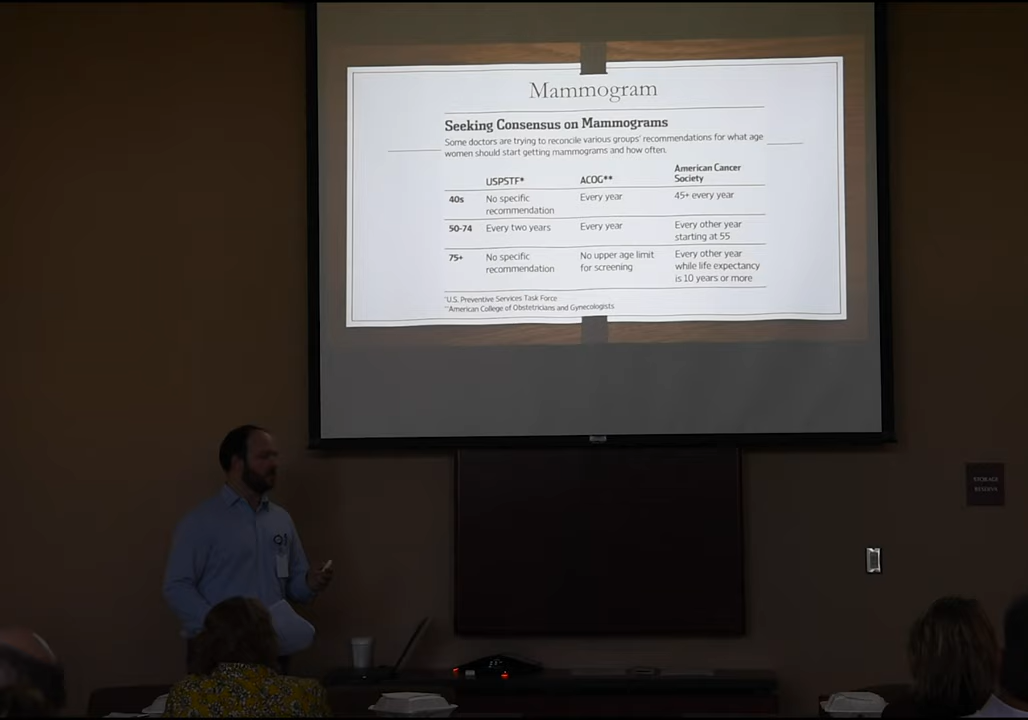 Mammogram
Seeking Consensus on Mammograms
Some doctors are trying to reconcile various groups' recommendations for what age
women should start getting mammograms and how often.
USPSTF* ACOG** American Cancer
Society
40s No specific Every year 45+ every year
recommendation
50-74 Every two years Every year Every other year
starting at 55
75+ No specific No upper age limit Every other year
recommendation for screening while life expectancy
is 10 years or more
*U.S. Preventive Services Task Force
**American College of Obstetricians and Gynecologists
STORAGE